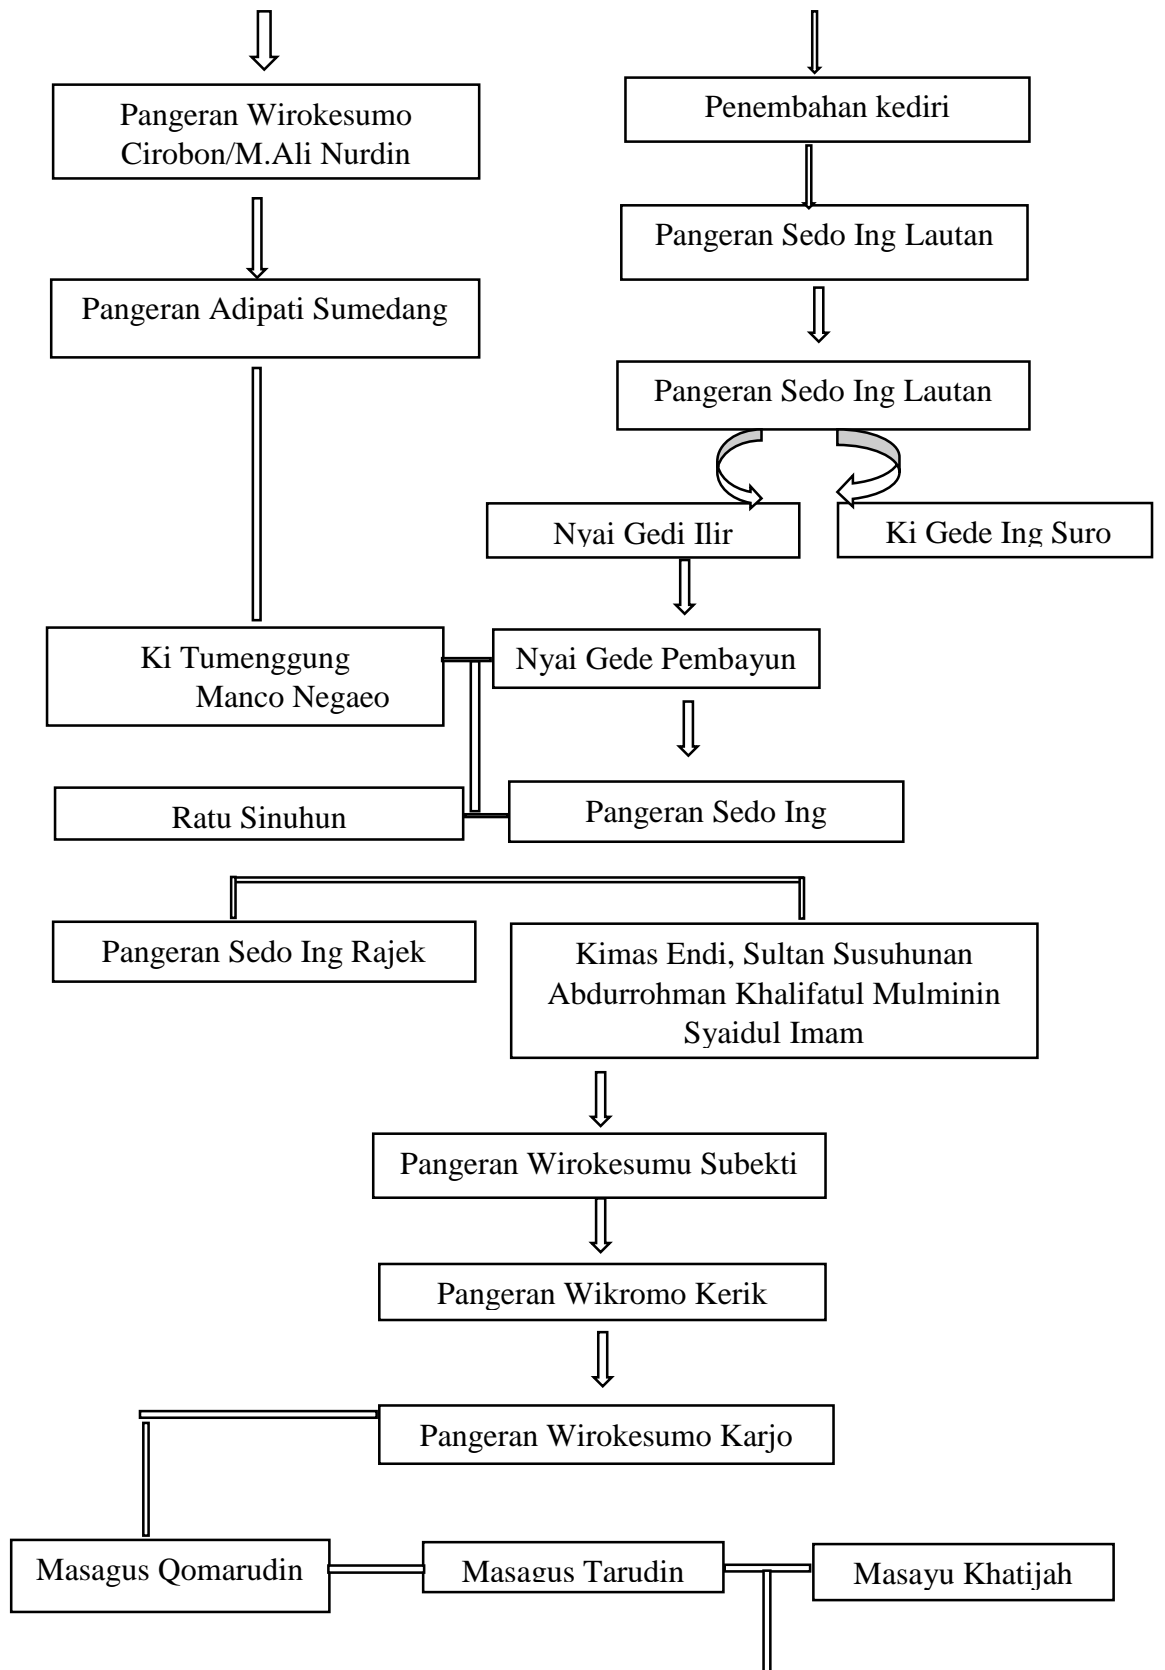 Pangeran Wirokesumo
Cirobon/M.Ali Nurdin
Penembahan kediri
Pangeran Sedo Ing Lautan
Pangeran Adipati Sumedang
Pangeran Sedo Ing Lautan
Nyai Gedi Ilir
Ki Gede Ing Suro
Ki Tumenggung
Manco Negaeo
Nyai Gede Pembayun
Ratu Sinuhun
Pangeran Sedo Ing
Pangeran Sedo Ing Rajek
Kimas Endi, Sultan Susuhunan
Abdurrohman Khalifatul Mulminin
Syaidul Imam
Pangeran Wirokesumu Subekti
Pangeran Wikromo Kerik
Pangeran Wirokesumo Karjo
Masagus Qomarudin
Masagus Tarudin
Masayu Khatijah